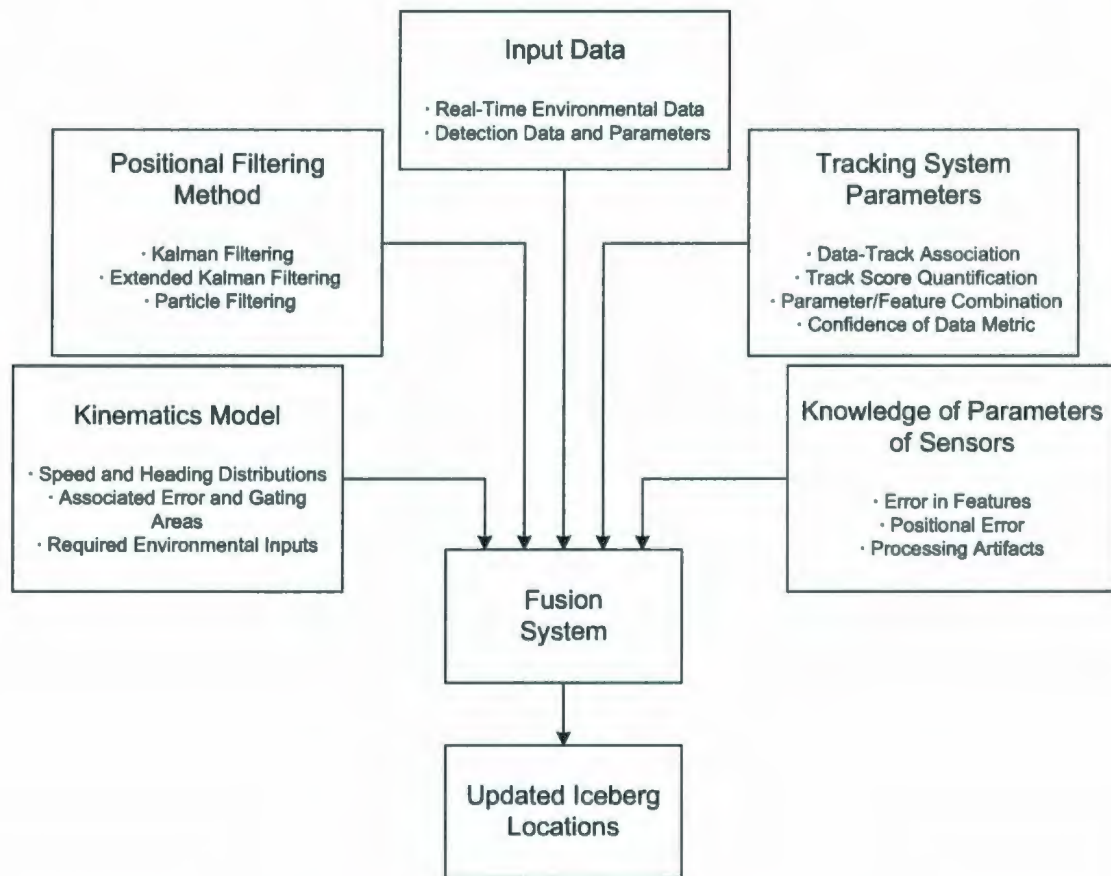 Input Data
· Real-Time Environmental Data
· Detection Data and Parameters
Positional Filtering
Method
· Kalman Filtering
· Extended Kalman Filtering
· Particle Filtering
Tracking System
Parameters
· Data-Track Association
· Track Score Quantification
· Parameter/Feature Combination
· Confidence of Data Metric
Kinematics Model
· Speed and Heading Distributions
· Associated Error and Gating
Areas
· Required Environmental Inputs
Knowledge of Parameters
of Sensors
· Error in Features
· Positional Error
· Processing Artifacts
Fusion
System
Updated Iceberg
Locations